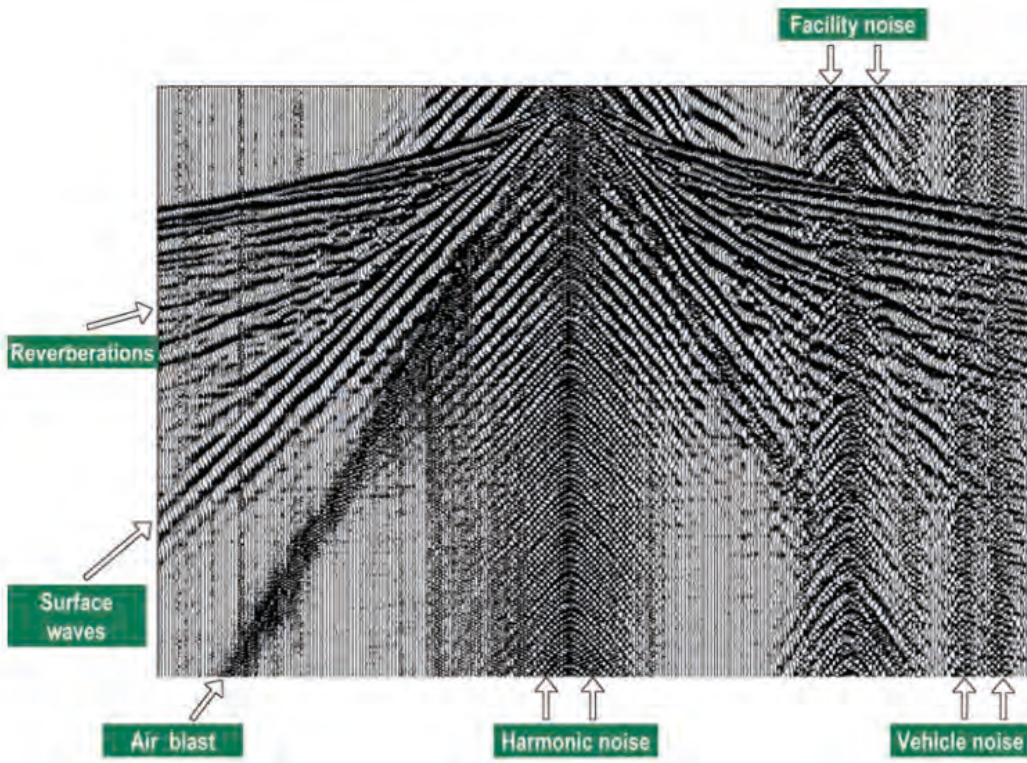 Facility noise
Reverberations
Surface
waves
Air blast
Harmonic noise
Vehicle noise